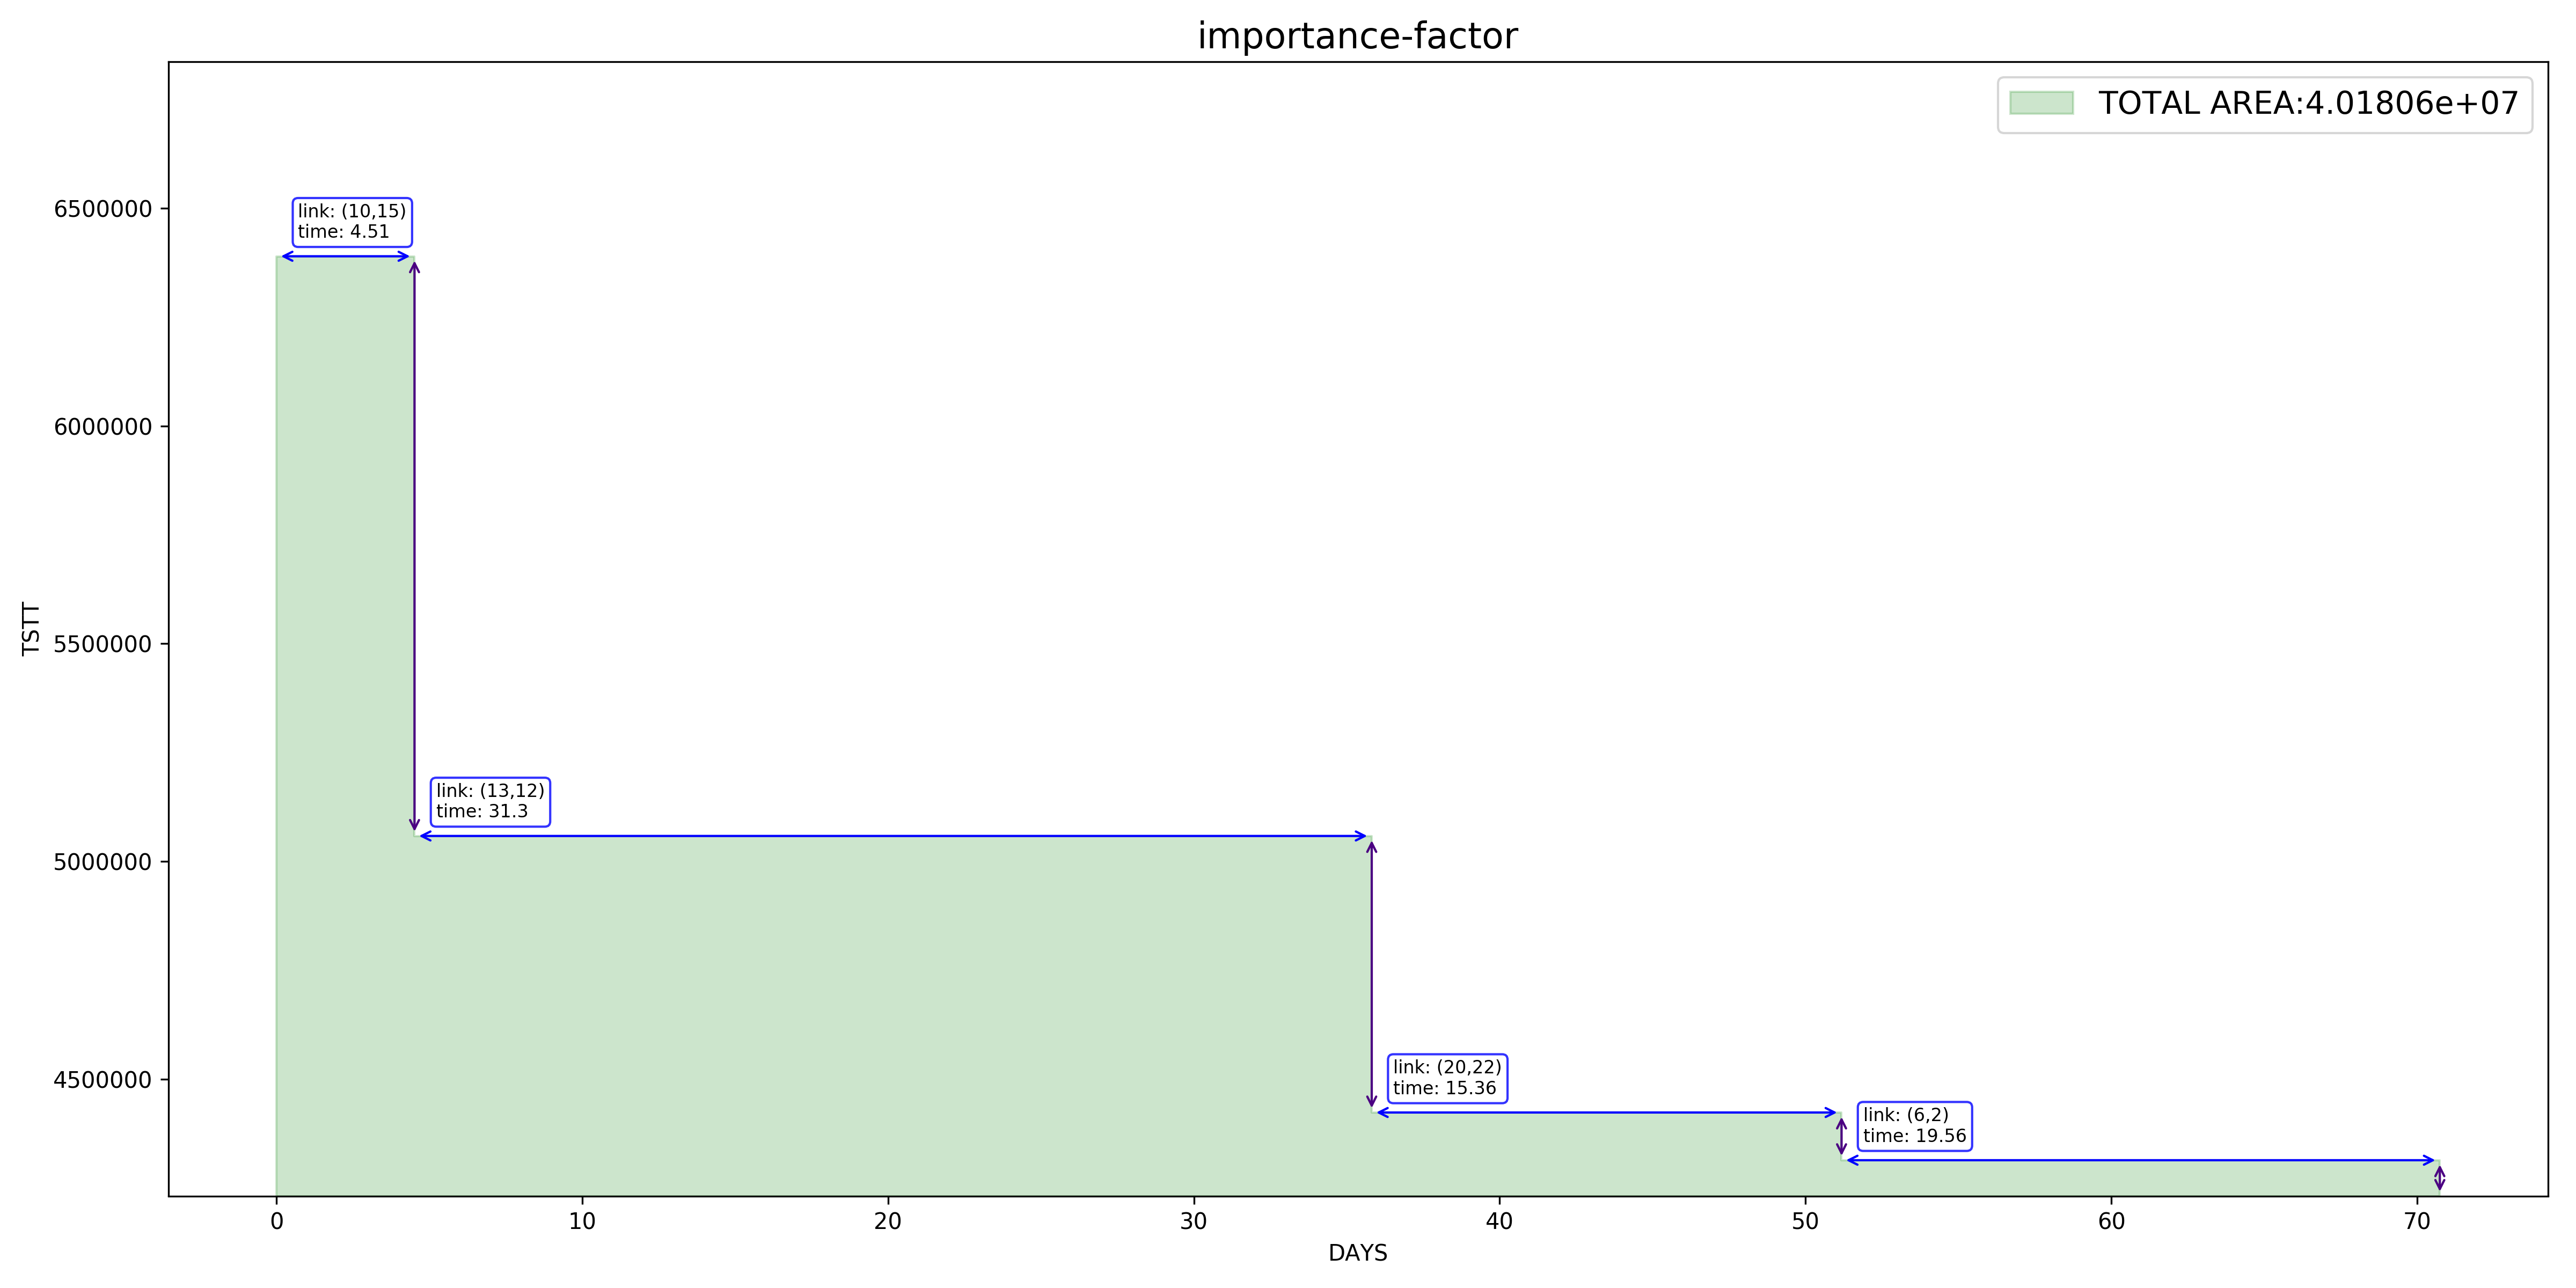 importance-factor
TOTAL AREA:4.01806e+07
TSTT
6500000
6000000
5500000
5000000
4500000
link: (10,15)
time: 4.51
link: (13,12)
time: 31.3
link: (20,22)
time: 15.36
link: (6,2)
time: 19.56
0 10 20 30 40 50 60 70
DAYS